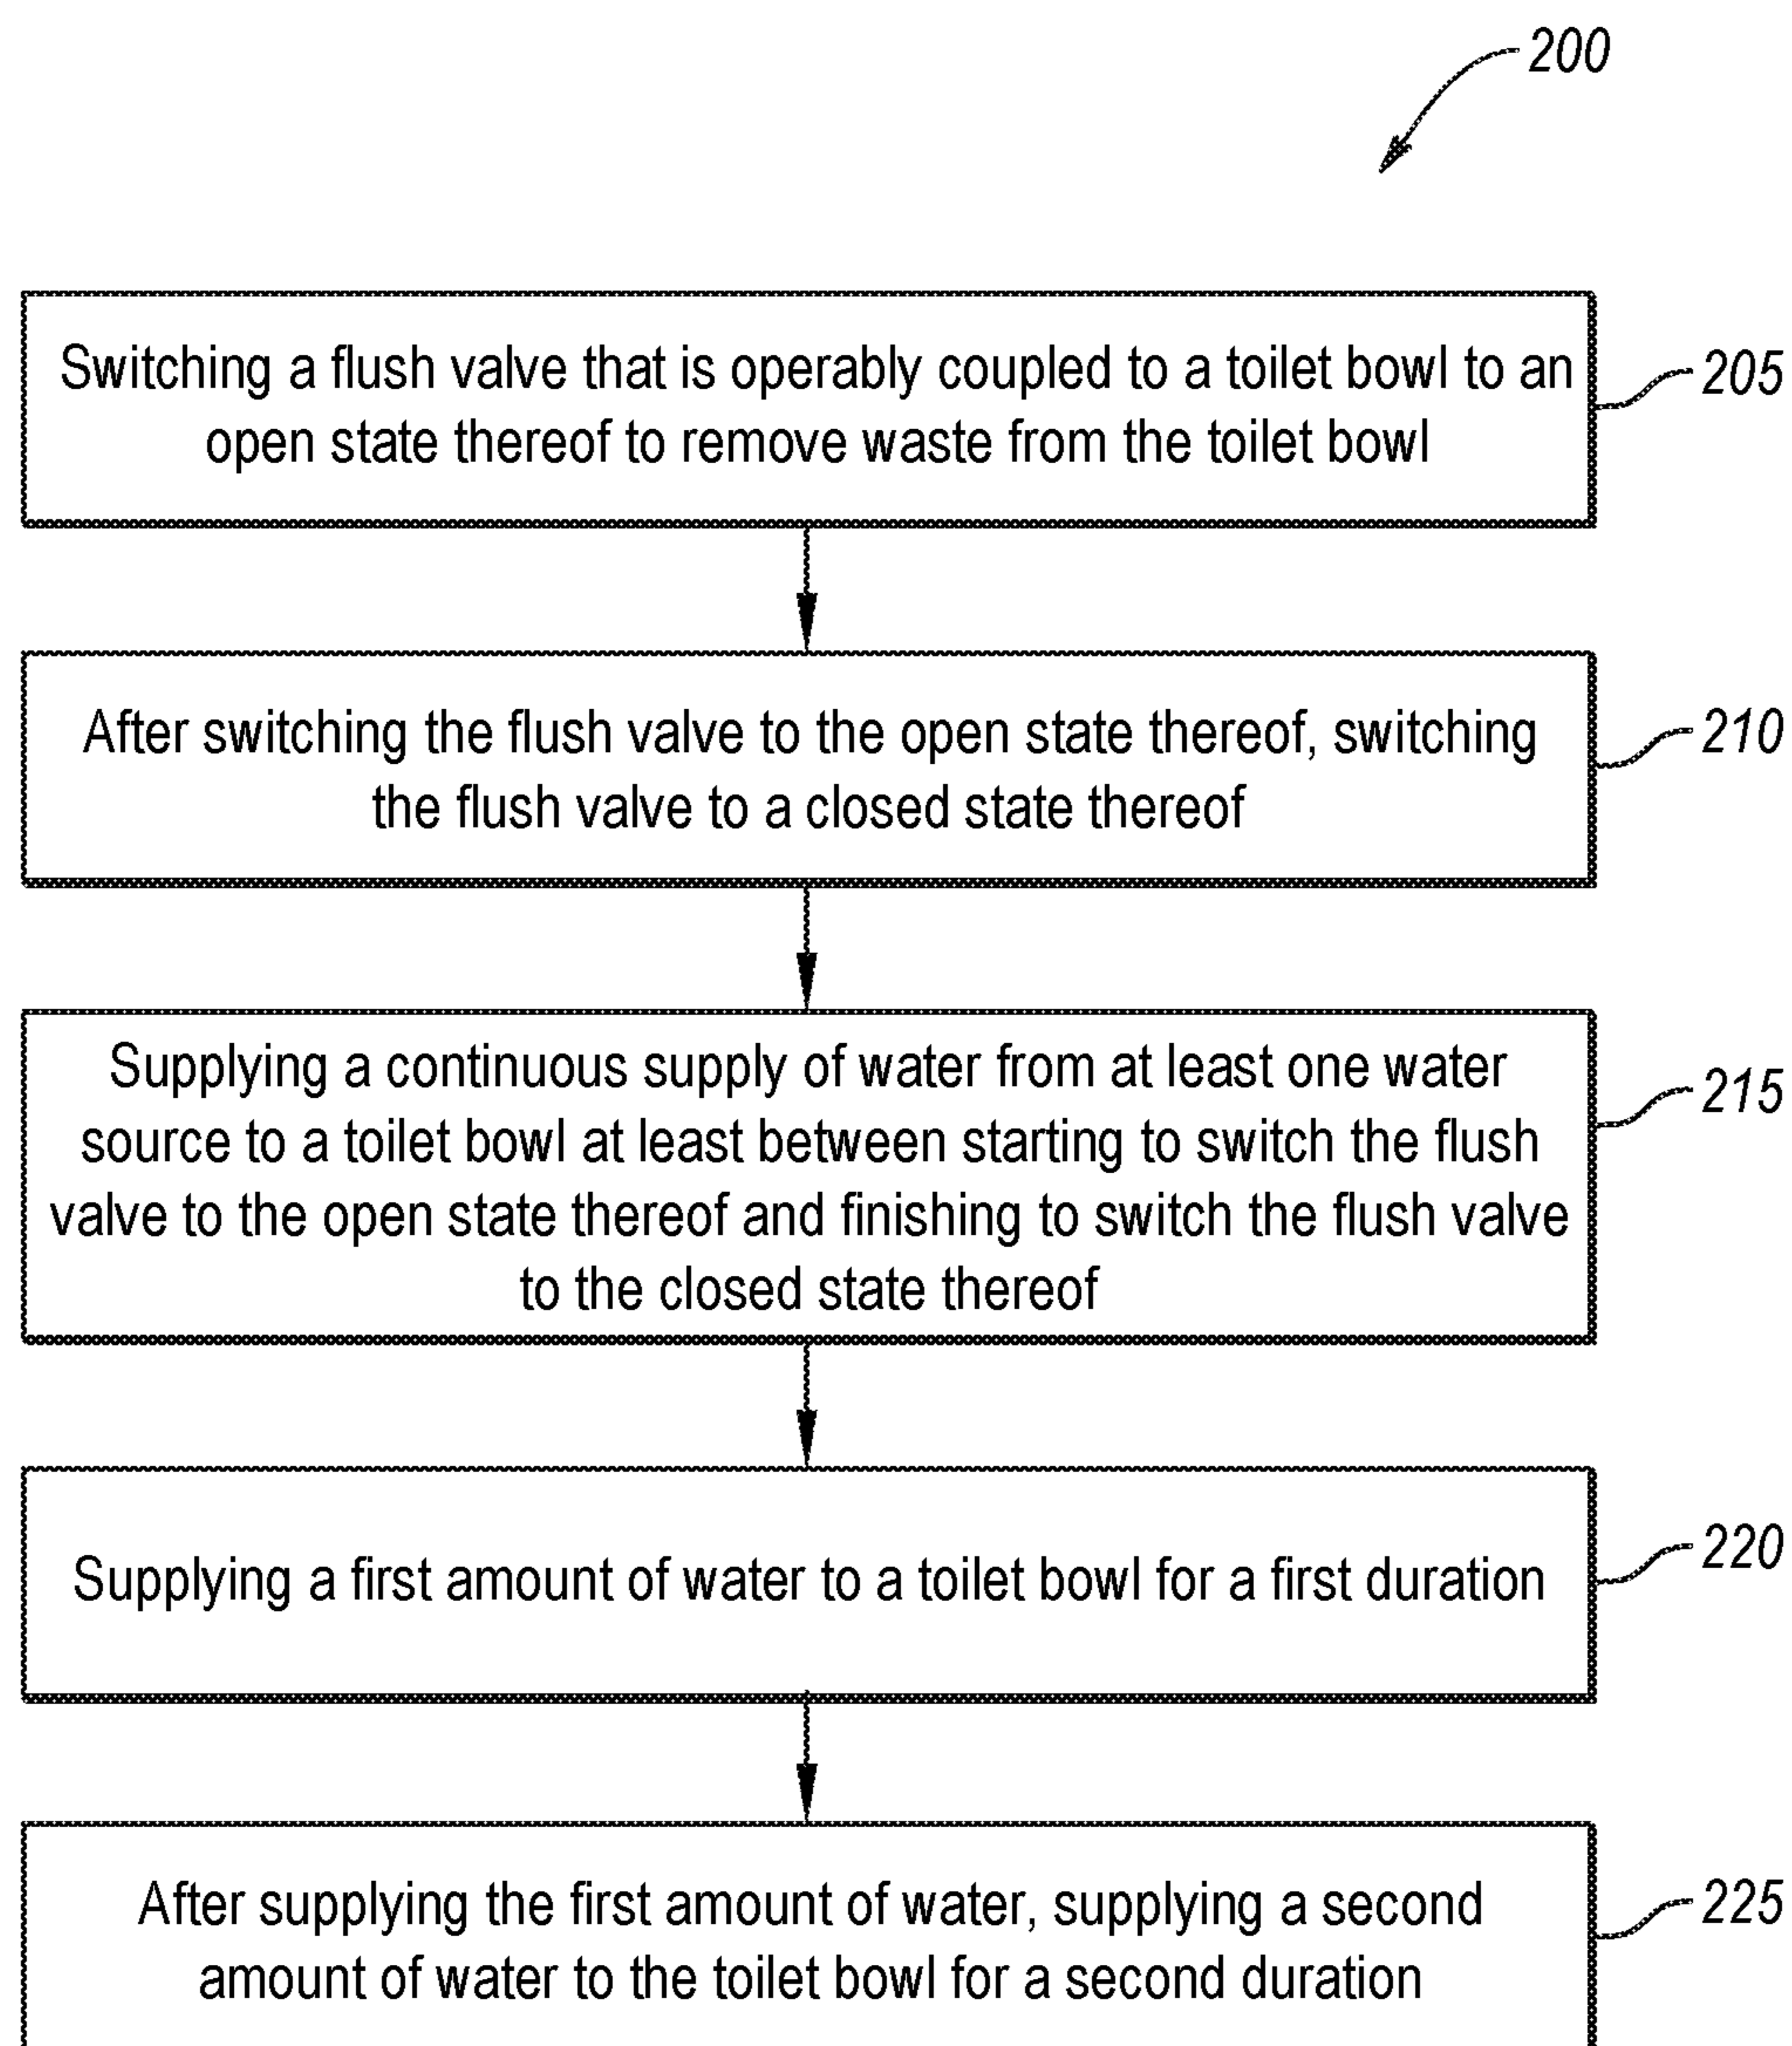 200
Switching a flush valve that is operably coupled to a toilet bowl to an
open state thereof to remove waste from the toilet bowl
205
After switching the flush valve to the open state thereof, switching
the flush valve to a closed state thereof
210
Supplying a continuous supply of water from at least one water
source to a toilet bowl at least between starting to switch the flush
valve to the open state thereof and finishing to switch the flush valve
to the closed state thereof
215
Supplying a first amount of water to a toilet bowl for a first duration
220
After supplying the first amount of water, supplying a second
amount of water to the toilet bowl for a second duration
225